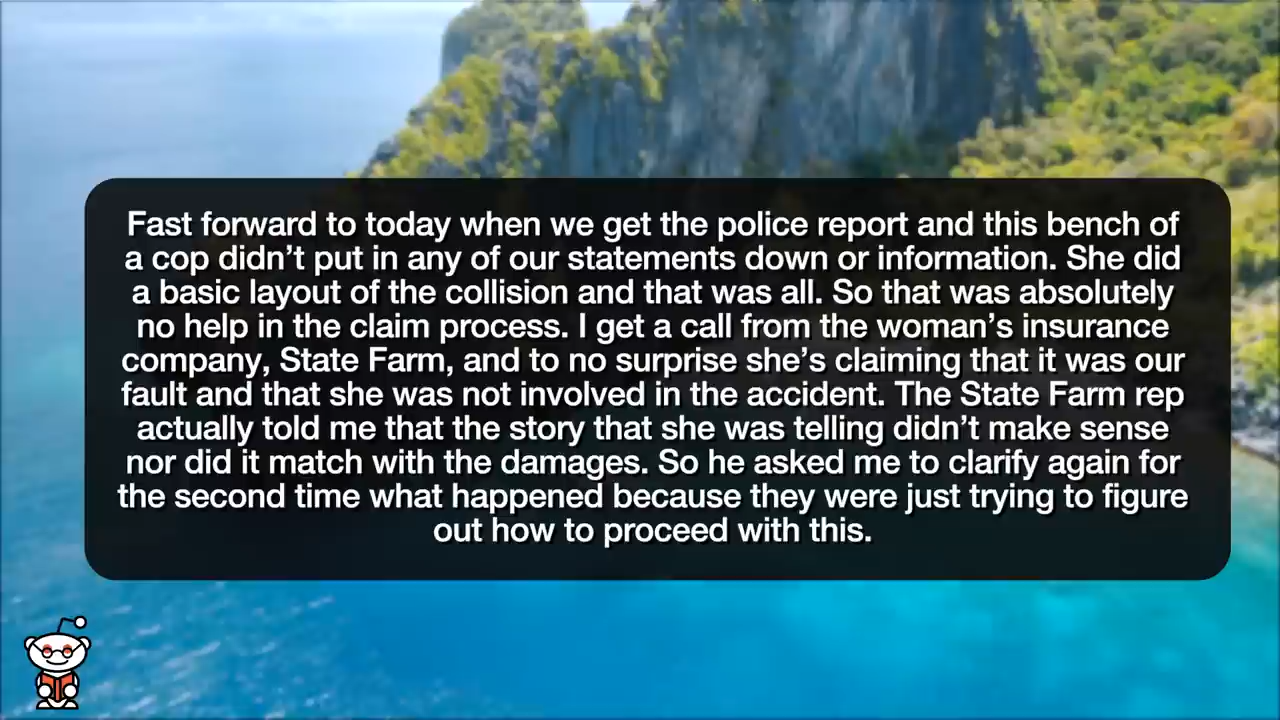 Fast forward to today when we get the police report and this bench of
a cop didn’t put in any of our statements down or information. She did
a basic layout of the collision and that was all. So that was absolutely
no help in the claim process. I get a call from the woman’s insurance
company, State Farm, and to no surprise she’s claiming that it was our
fault and that she was not involved in the accident. The State Farm rep
actually told me that the story that she was telling didn’t make sense
nor did it match with the damages. So he asked me to clarify again for
the second time what happened because they were just trying to figure
out how to proceed with this.